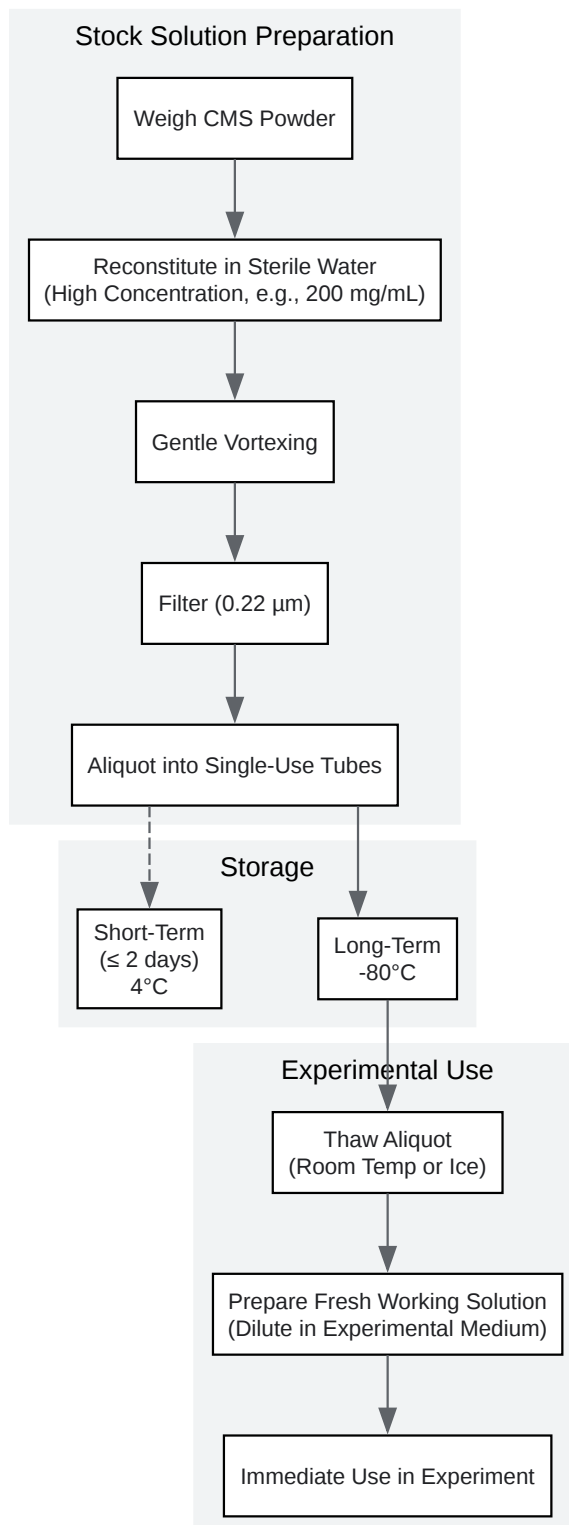 Stock Solution Preparation
Weigh CMS Powder
Reconstitute in Sterile Water
(High Concentration, e.g., 200 mg/mL)
Gentle Vortexing
Filter (0.22 µm)
Aliquot into Single-Use Tubes
Storage
Short-Term
(≤ 2 days)
4°C
Long-Term
-80°C
Experimental Use
Thaw Aliquot
(Room Temp or Ice)
Prepare Fresh Working Solution
(Dilute in Experimental Medium)
Immediate Use in Experiment